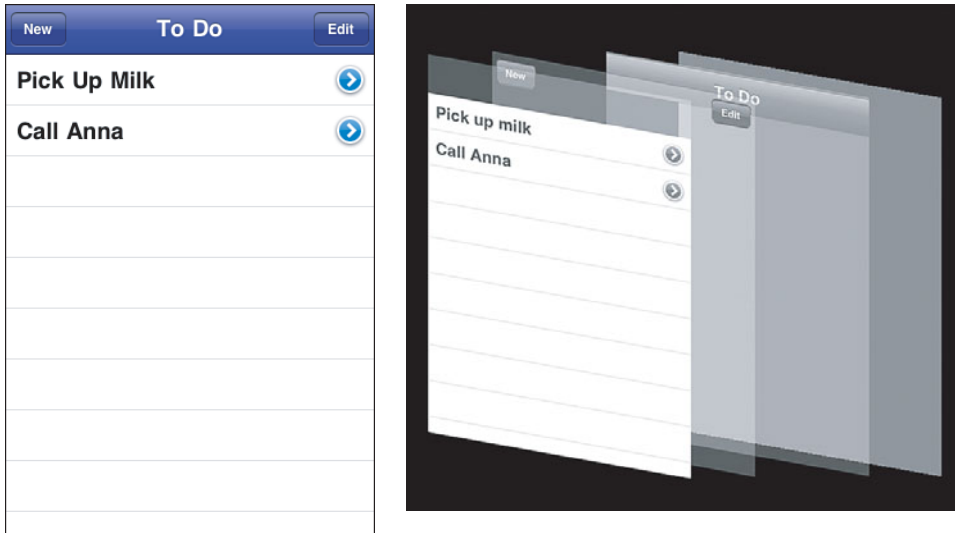 New To Do Edit
Pick Up Milk
Call Anna
New
To Do
Edit
Pick up milk
Call Anna